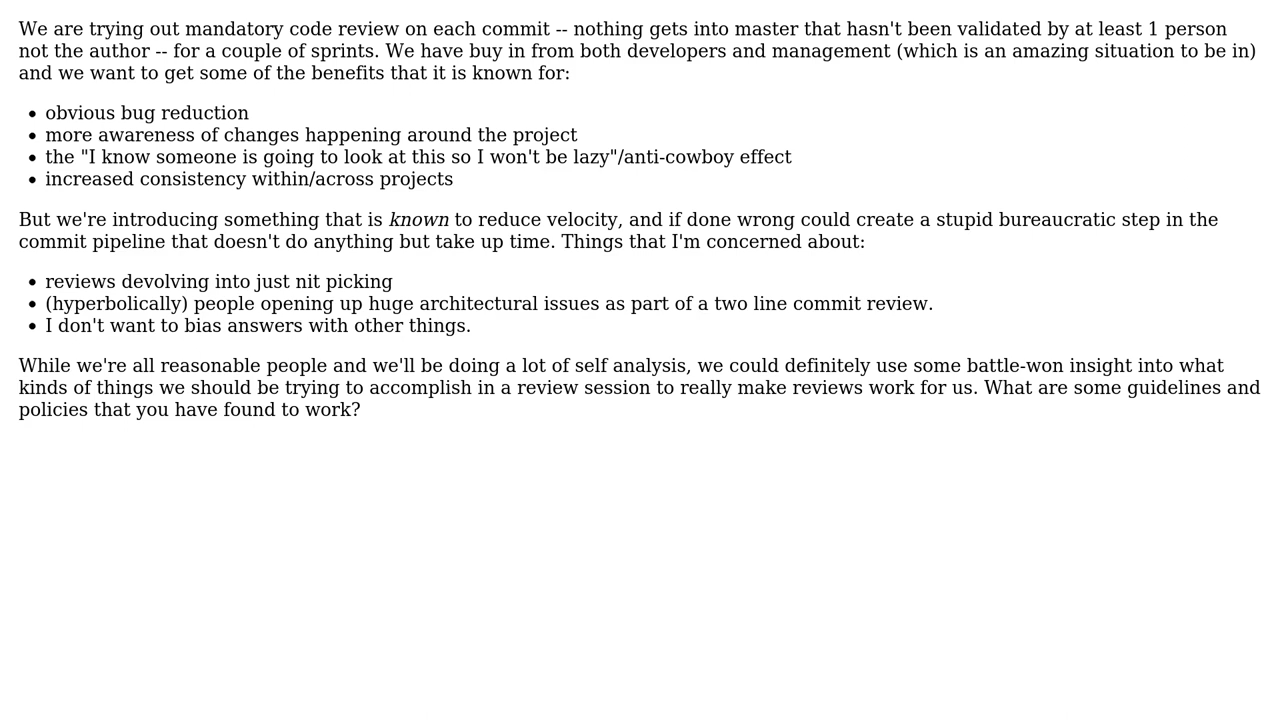 We are trying out mandatory code review on each commit -- nothing gets into master that hasn't been validated by at least 1 person
not the author -- for a couple of sprints. We have buy in from both developers and management (which is an amazing situation to be in)
and we want to get some of the benefits that it is known for:
• obvious bug reduction
• more awareness of changes happening around the project
• the "I know someone is going to look at this so I won't be lazy"/anti-cowboy effect
• increased consistency within/across projects
But we're introducing something that is known to reduce velocity, and if done wrong could create a stupid bureaucratic step in the
commit pipeline that doesn't do anything but take up time. Things that I'm concerned about:
• reviews devolving into just nit picking
• (hyperbolically) people opening up huge architectural issues as part of a two line commit review.
• I don't want to bias answers with other things.
While we're all reasonable people and we'll be doing a lot of self analysis, we could definitely use some battle-won insight into what
kinds of things we should be trying to accomplish in a review session to really make reviews work for us. What are some guidelines and
policies that you have found to work?